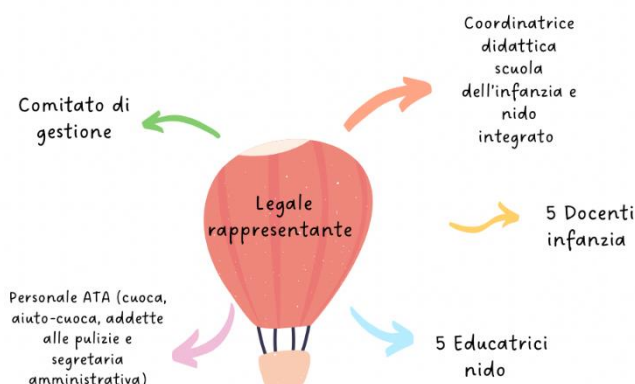 Coordinatrice
didattica
scuola
dell'infanzia e
nido
integrato
Comitato di
gestione
Legale
rappresentante
5 Docenti
infanzia
Personale ATA (cuoca,
aiuto-cuoca, addette
alle pulizie e
segretaria
amministrativa)
5 Educatrici
nido